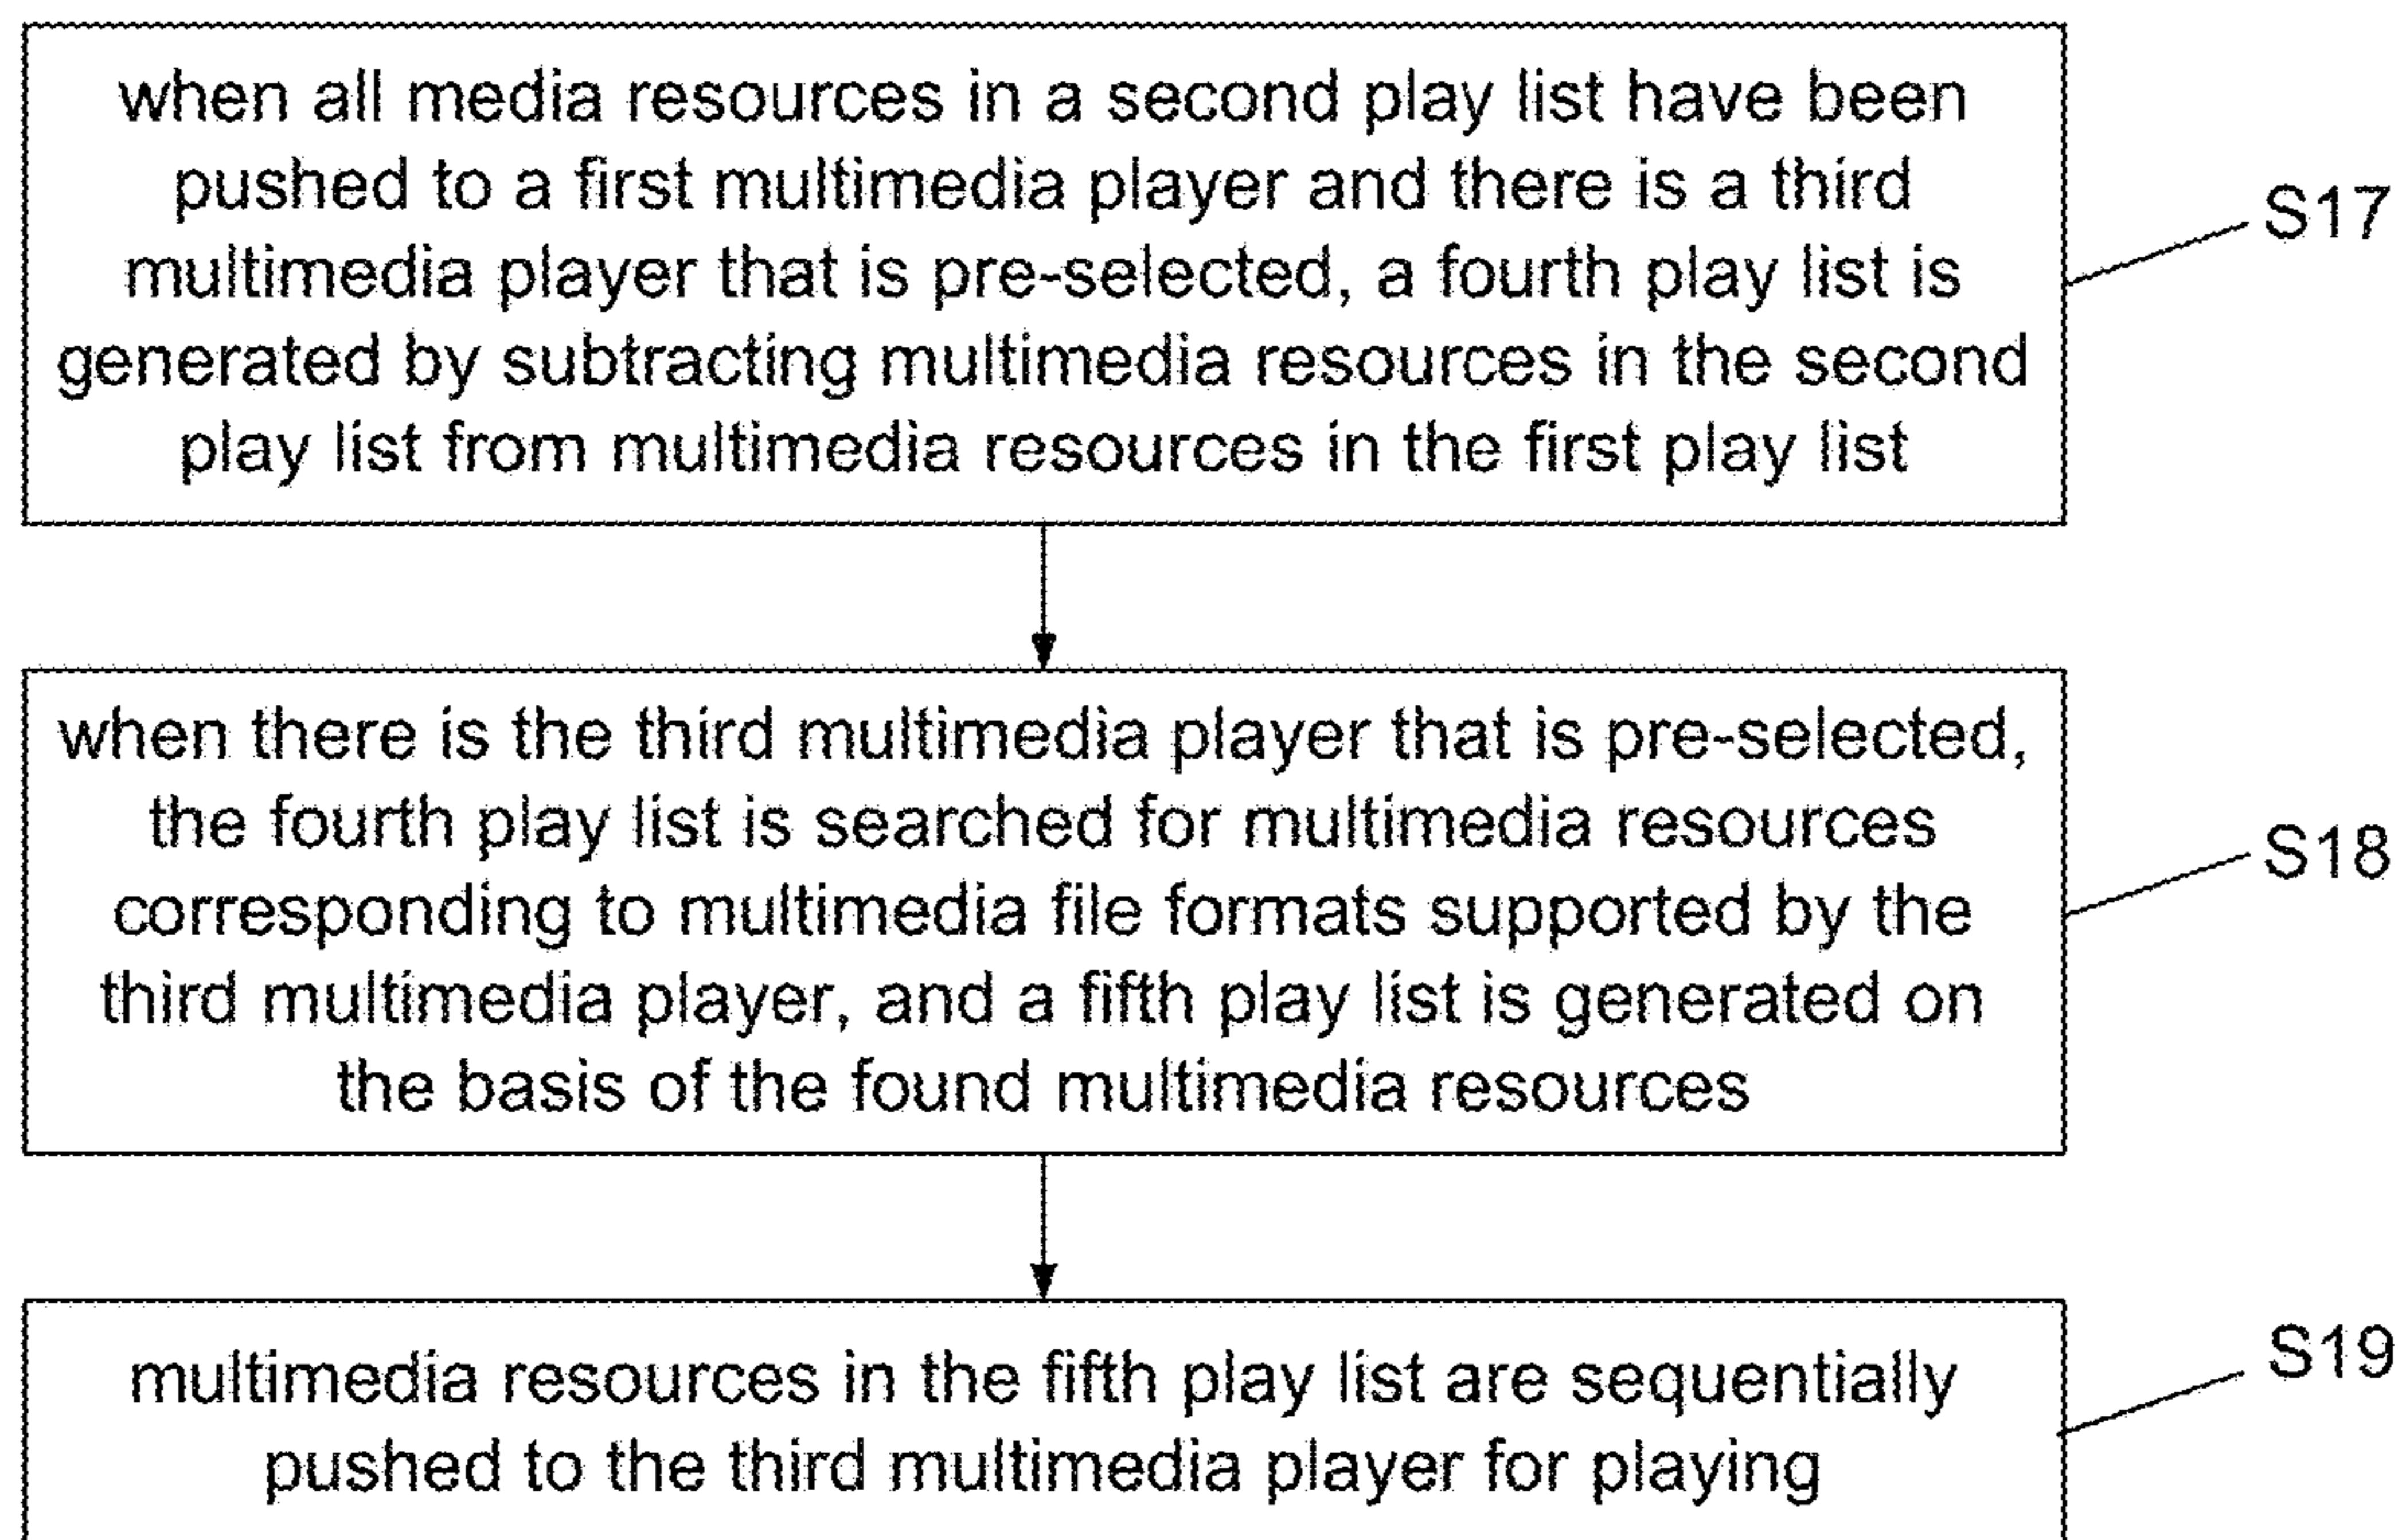 when all media resources in a second play list have been
pushed to a first multimedia player and there is a third
multimedia player that is pre-selected, a fourth play list is
generated by subtracting multimedia resources in the second
play list from multimedia resources in the first play list
S17
when there is the third multimedia player that is pre-selected,
the fourth play list is searched for multimedia resources
corresponding to multimedia file formats supported by the
third multimedia player, and a fifth play list is generated on
the basis of the found multimedia resources
S18
multimedia resources in the fifth play list are sequentially
pushed to the third multimedia player for playing
S19